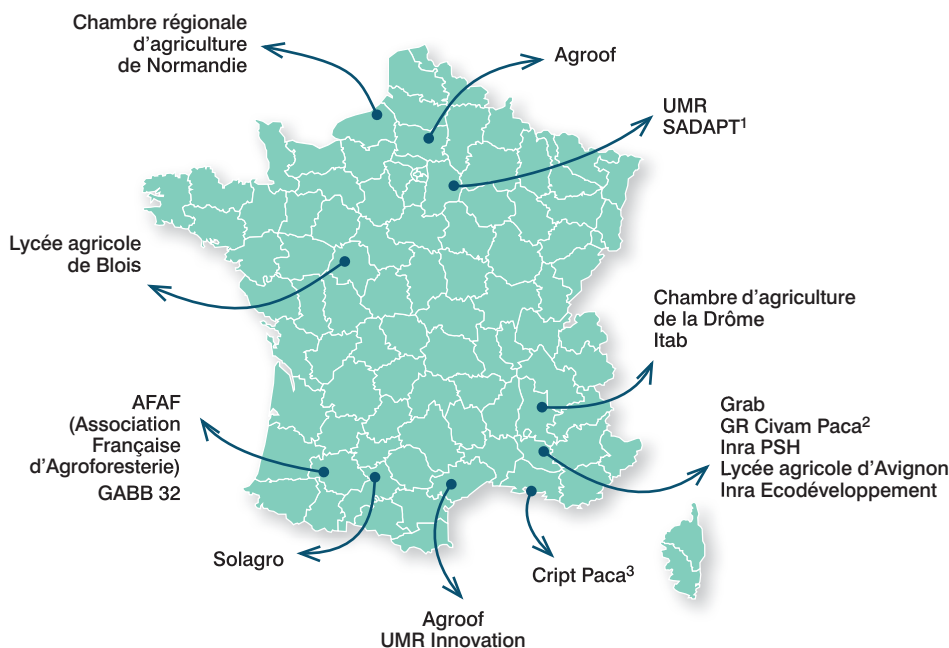 Chambre régionale
d'agriculture
de Normandie
Agroof
UMR
SADAPT¹
Lycée agricole
de Blois
Chambre d'agriculture
de la Drôme
Itab
AFAF
(Association
Française
d'Agroforesterie)
GABB 32
Grab
GR Civam Paca²
Inra PSH
Lycée agricole d'Avignon
Inra Ecodéveloppement
Solagro
Cript Paca³
Agroof
UMR Innovation